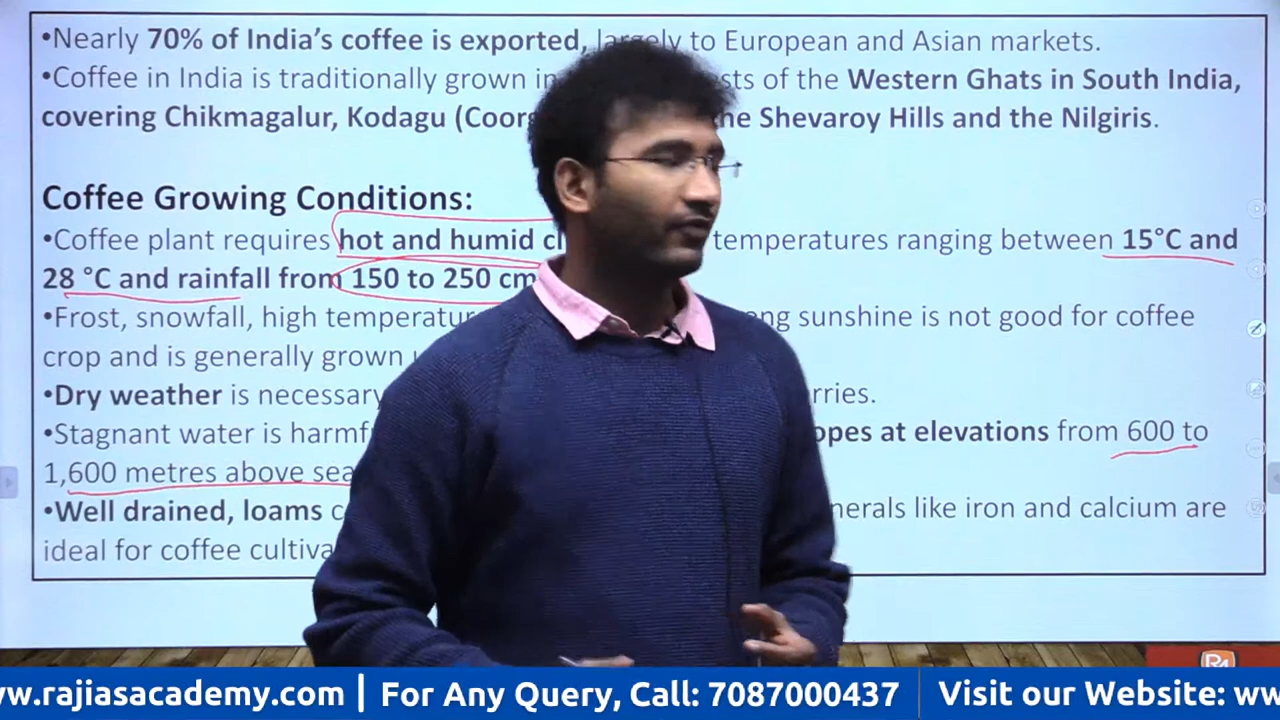 •Nearly 70% of India's coffee is exported, largely to European and Asian markets.
•Coffee in India is traditionally grown in sts of the Western Ghats in South India,
covering Chikmagalur, Kodagu (Coorg he Shevaroy Hills and the Nilgiris.
Coffee Growing Conditions:
•Coffee plant requires hot and humid cl temperatures ranging between 15°C and
28 °C and rainfall from 150 to 250 cm
•Frost, snowfall, high temperatu ng sunshine is not good for coffee
crop and is generally grown
•Dry weather is necessary rries.
•Stagnant water is harmf opes at elevations from 600 to
1,600 metres above sea
•Well drained, loams c nerals like iron and calcium are
ideal for coffee cultiva
ww.rajiasacademy.com | For Any Query, Call: 7087000437 | Visit our Website: ww